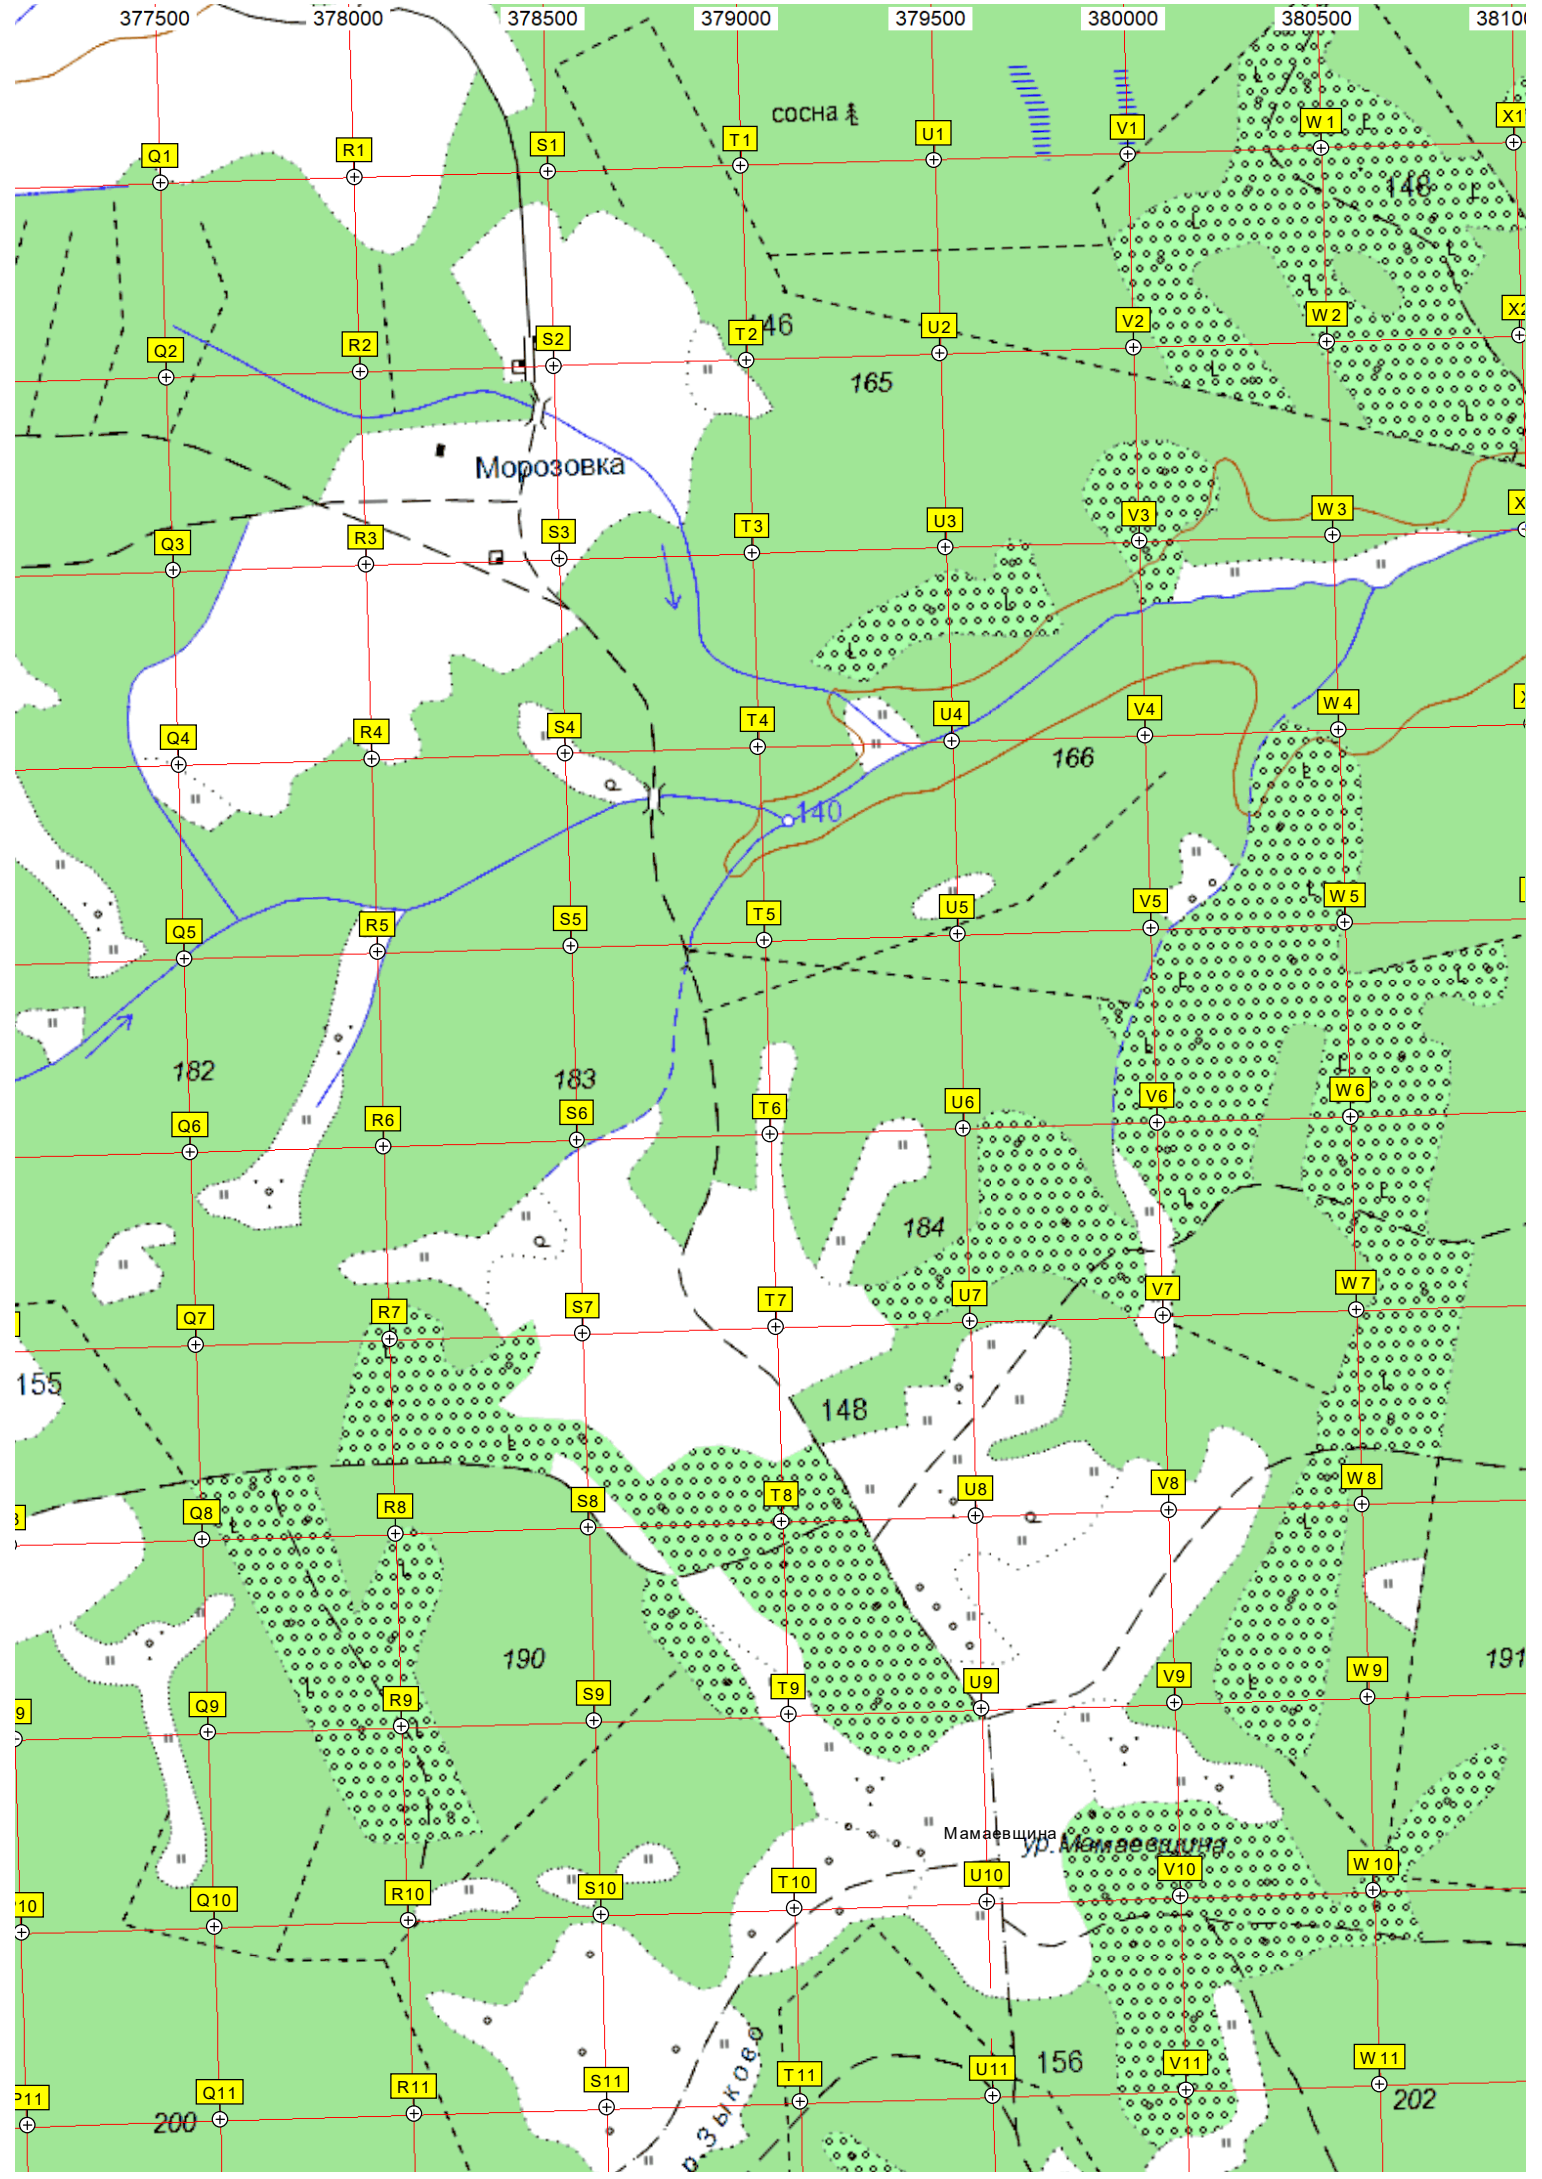 377500 378000 378500 379000 379500 380000 380500
сосна
Q1 R1 S1 T1 U1 V1 W1 X1
148
146
Q2 R2 S2 T2 U2 V2 W2
165
Морозовка
Q3 R3 S3 T3 U3 V3 W3
Q4 R4 S4 T4 U4 V4 W4
166
140
Q5 R5 S5 T5 U5 V5 W5
182
183
Q6 R6 S6 T6 U6 V6 W6
184
Q7 R7 S7 T7 U7 V7 W7
155
148
Q8 R8 S8 T8 U8 V8 W8
190
191
Q9 R9 S9 T9 U9 V9 W9
Мамаевщина
ур.Мамаевщина
Q10 R10 S10 T10 U10 V10 W10
156
P11 Q11 R11 S11 T11 U11 V11 W11
200
202
р.Зыково